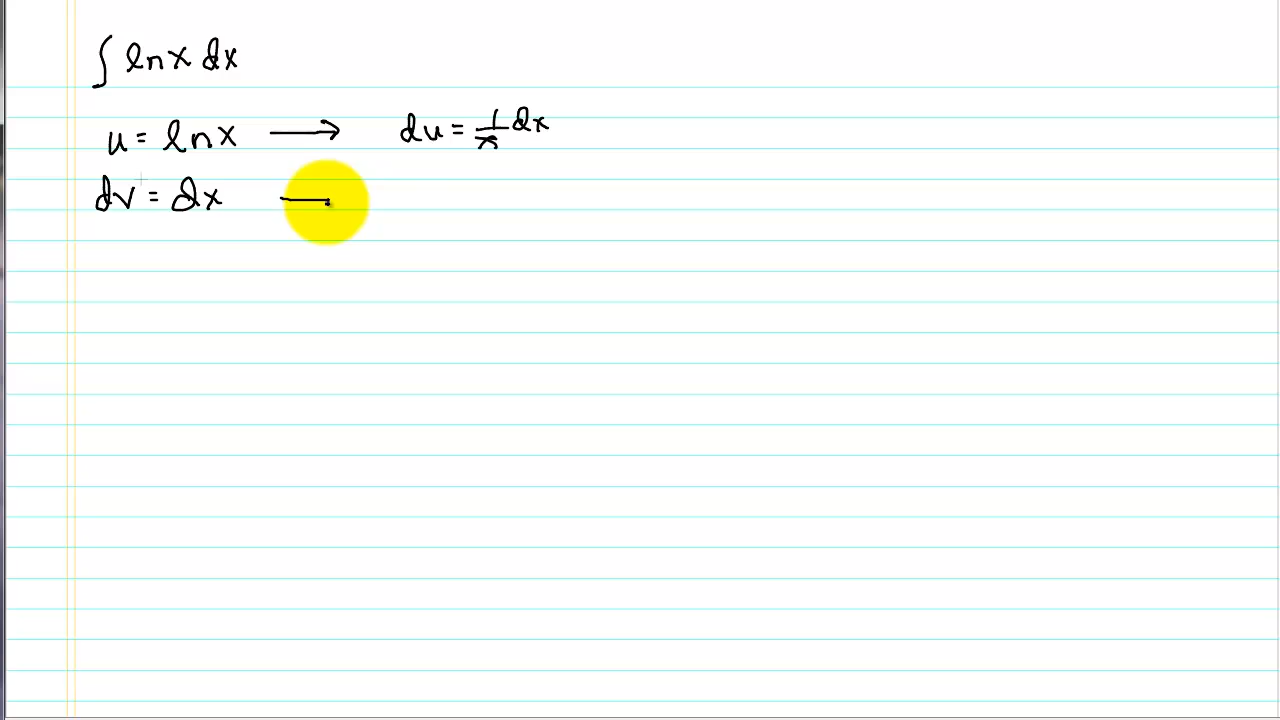 ∫ ln x dx
u = ln x → du = 1/x dx
dv = dx —